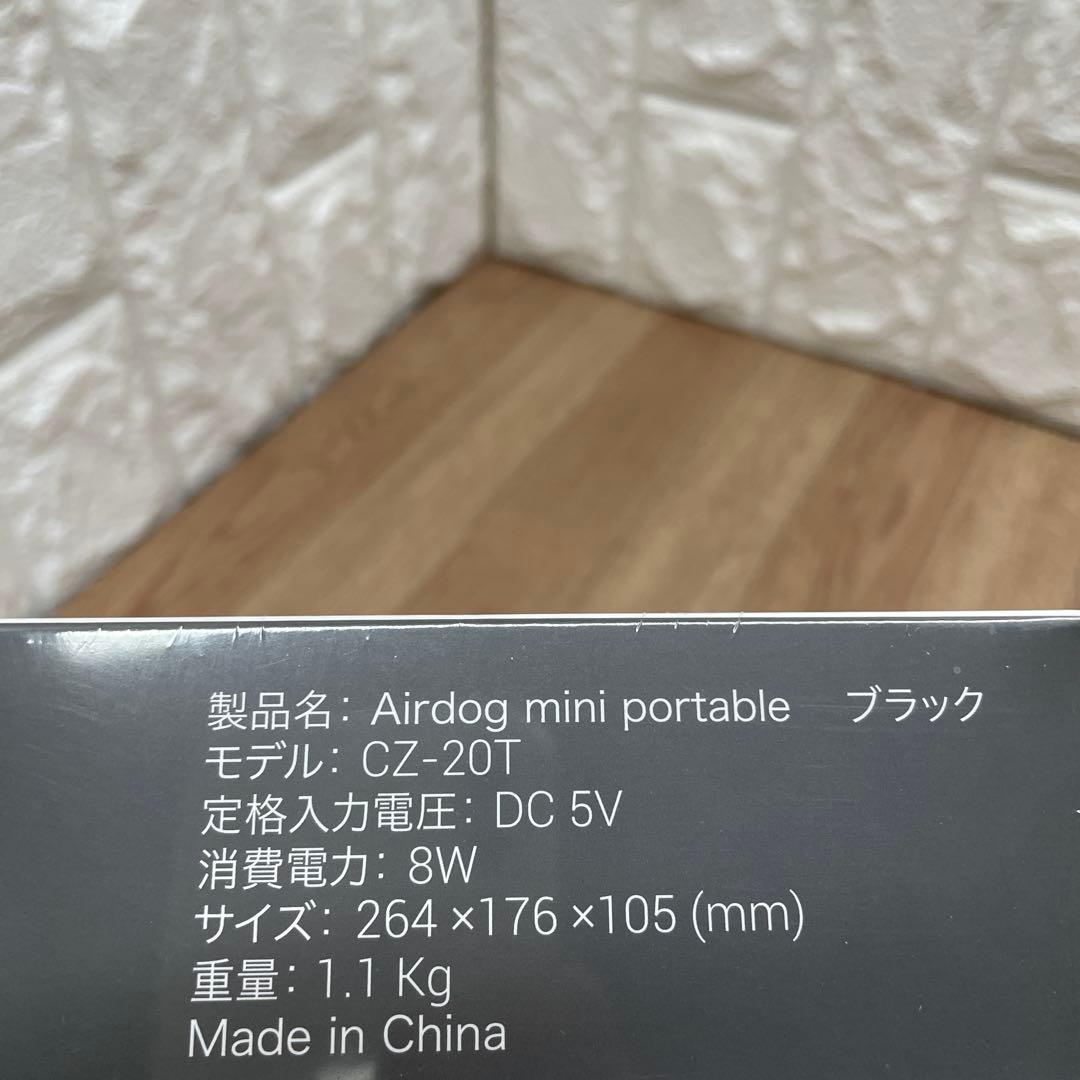 製品名: Airdog mini portable ブラック
モデル: CZ-20T
定格入力電圧: DC 5V
消費電力: 8W
サイズ: 264 ×176 ×105 (mm)
重量: 1.1 Kg
Made in China